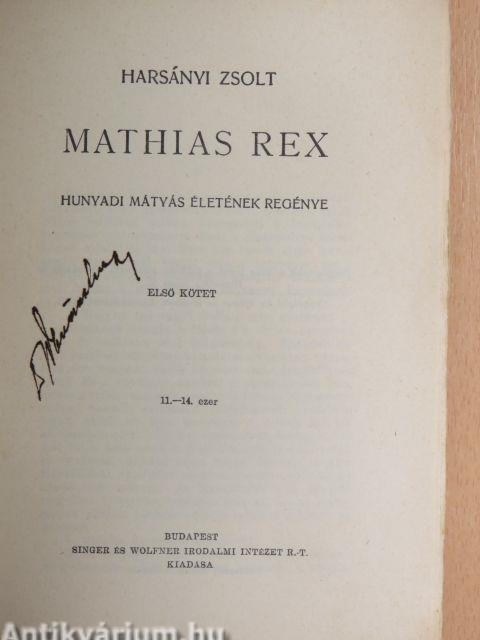 HARSÁNYI ZSOLT
MATHIAS REX
HUNYADI MÁTYÁS ÉLETÉNEK REGÉNYE
ELSŐ KÖTET
11.—14. ezer
BUDAPEST
SINGER ÉS WOLFNER IRODALMI INTÉZET R.-T.
KIADÁSA
Antikvárium.hu